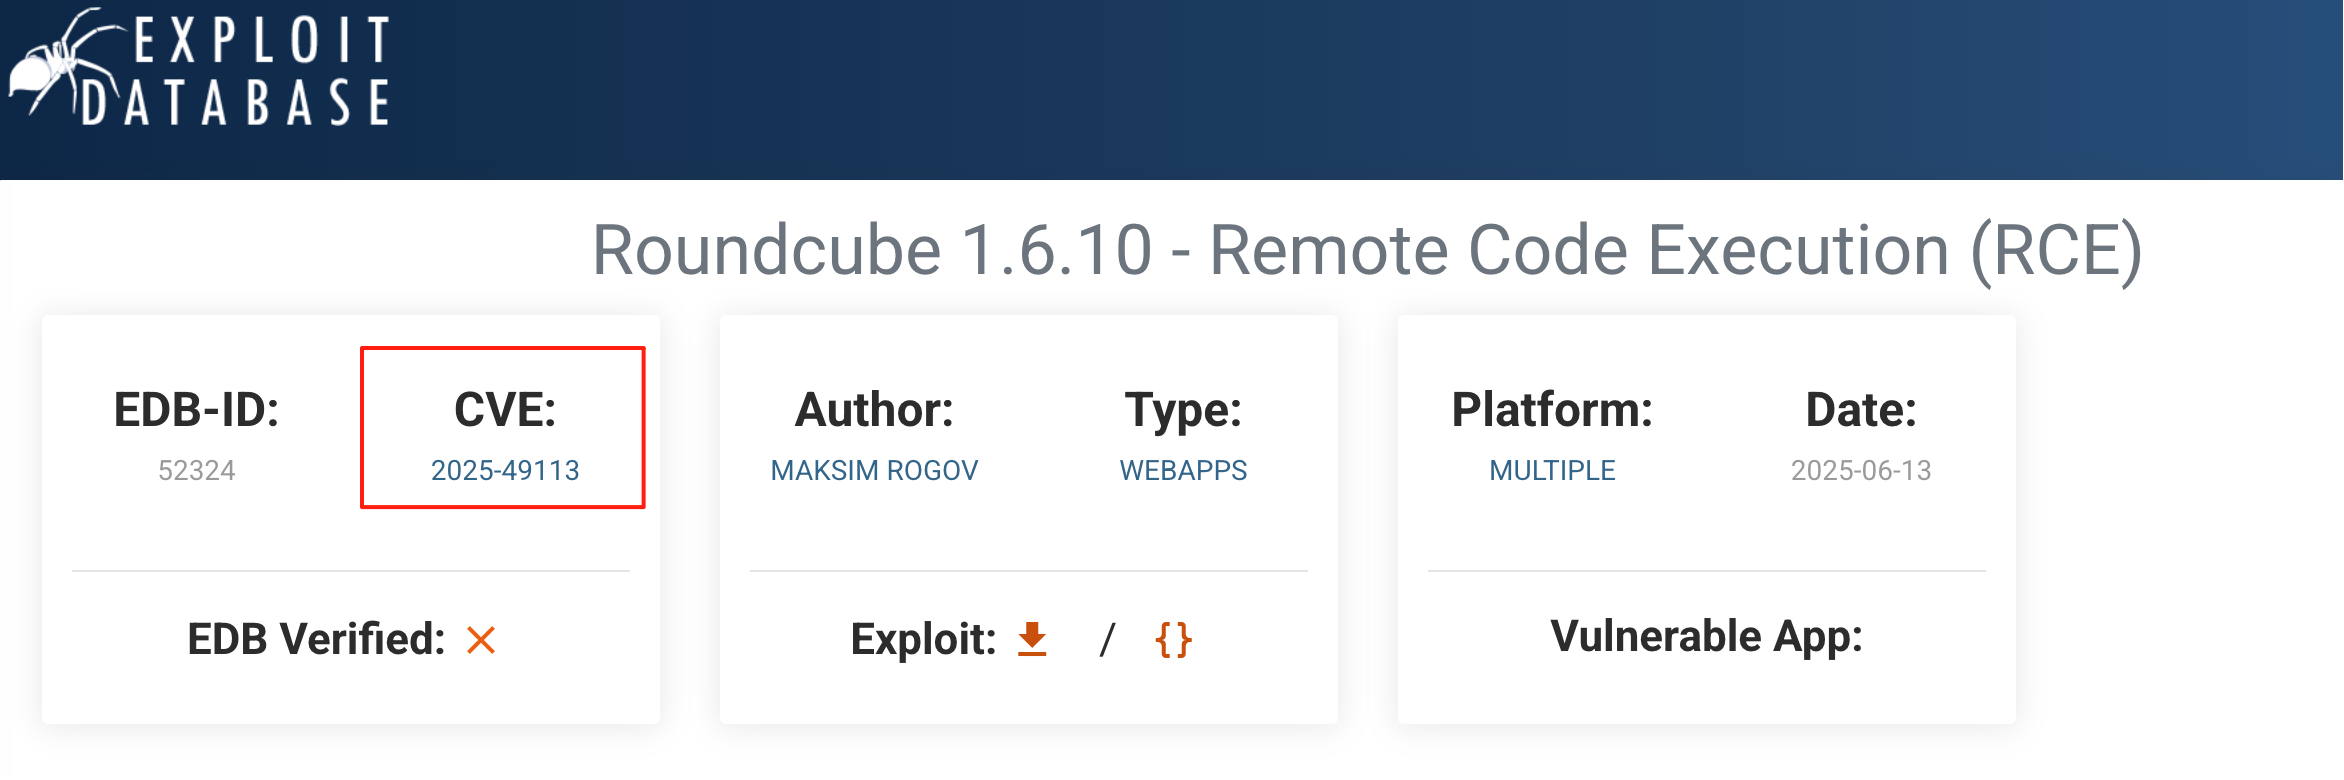 EXPLOIT
DATABASE
Roundcube 1.6.10 - Remote Code Execution (RCE)
EDB-ID:
52324
CVE:
2025-49113
EDB Verified:
Author:
MAKSIM ROGOV
Type:
WEBAPPS
Exploit: / {}
Platform:
MULTIPLE
Date:
2025-06-13
Vulnerable App: